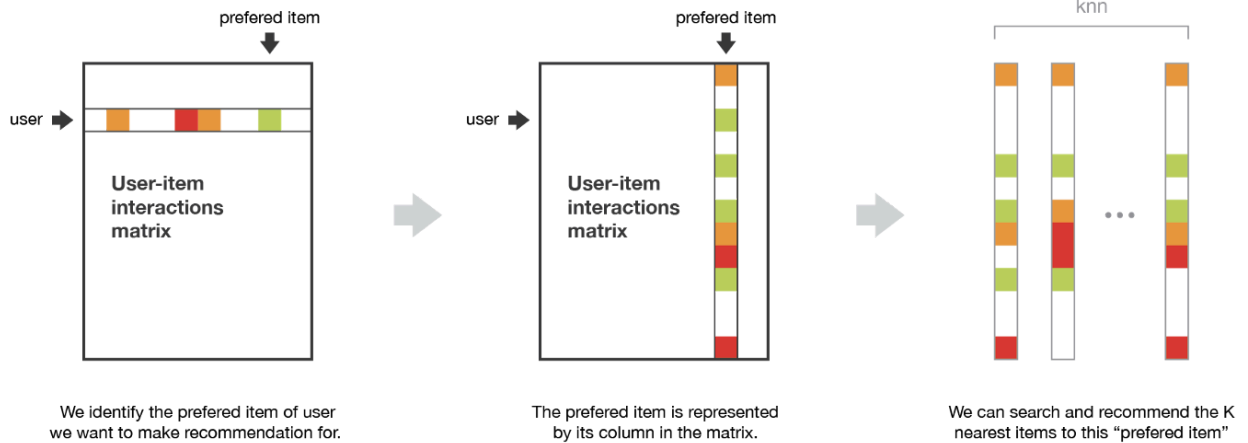 prefered item
user
User-item
interactions
matrix
We identify the prefered item of user
we want to make recommendation for.
prefered item
user
User-item
interactions
matrix
The prefered item is represented
by its column in the matrix.
knn
We can search and recommend the K
nearest items to this “prefered item”